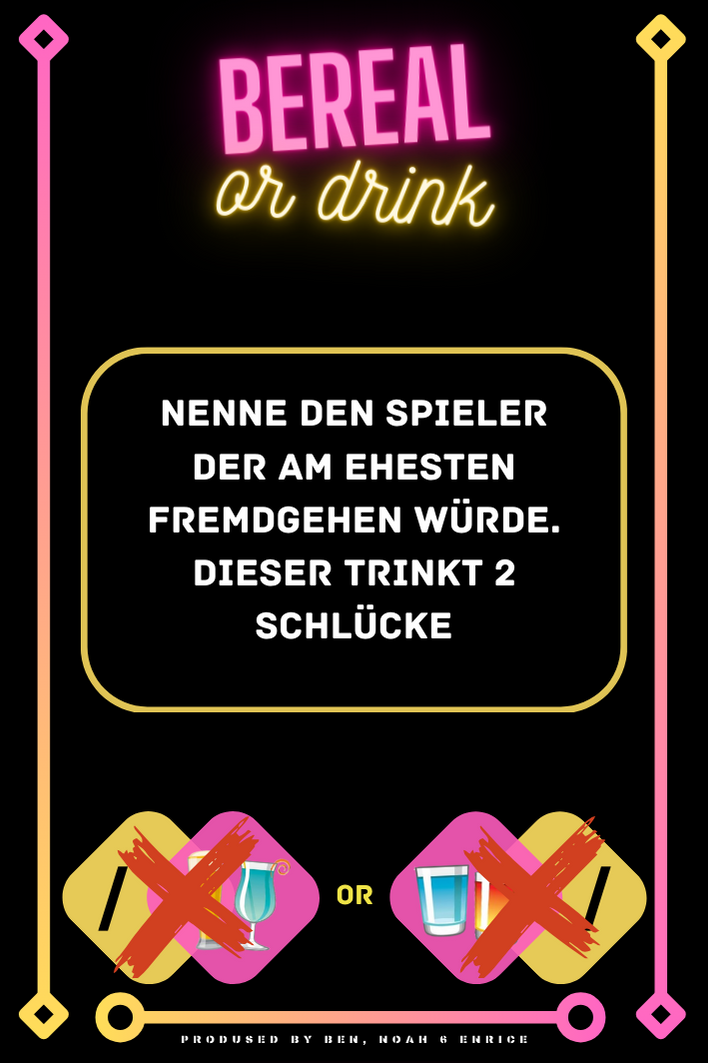 BEREAL
or drink
NENNE DEN SPIELER
DER AM EHESTEN
FREMDGEHEN WÜRDE.
DIESER TRINKT 2
SCHLÜCKE
/
OR
/
PRODUSED BY BEN, NOAH 6 ENRICE